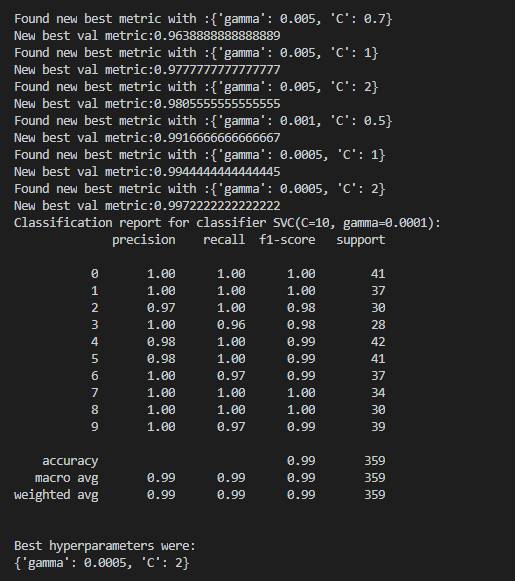 Found new best metric with :{'gamma': 0.005, 'C': 0.7}
New best val metric:0.9638888888888889
Found new best metric with :{'gamma': 0.005, 'C': 1}
New best val metric:0.9777777777777777
Found new best metric with :{'gamma': 0.005, 'C': 2}
New best val metric:0.9805555555555555
Found new best metric with :{'gamma': 0.001, 'C': 0.5}
New best val metric:0.9916666666666667
Found new best metric with :{'gamma': 0.0005, 'C': 1}
New best val metric:0.9944444444444445
Found new best metric with :{'gamma': 0.0005, 'C': 2}
New best val metric:0.9972222222222222
Classification report for classifier SVC(C=10, gamma=0.0001):
precision recall f1-score support
0 1.00 1.00 1.00 41
1 1.00 1.00 1.00 37
2 0.97 1.00 0.98 30
3 1.00 0.96 0.98 28
4 0.98 1.00 0.99 42
5 0.98 1.00 0.99 41
6 1.00 0.97 0.99 37
7 1.00 1.00 1.00 34
8 1.00 1.00 1.00 30
9 1.00 0.97 0.99 39
accuracy 0.99 359
macro avg 0.99 0.99 0.99 359
weighted avg 0.99 0.99 0.99 359
Best hyperparameters were:
{'gamma': 0.0005, 'C': 2}